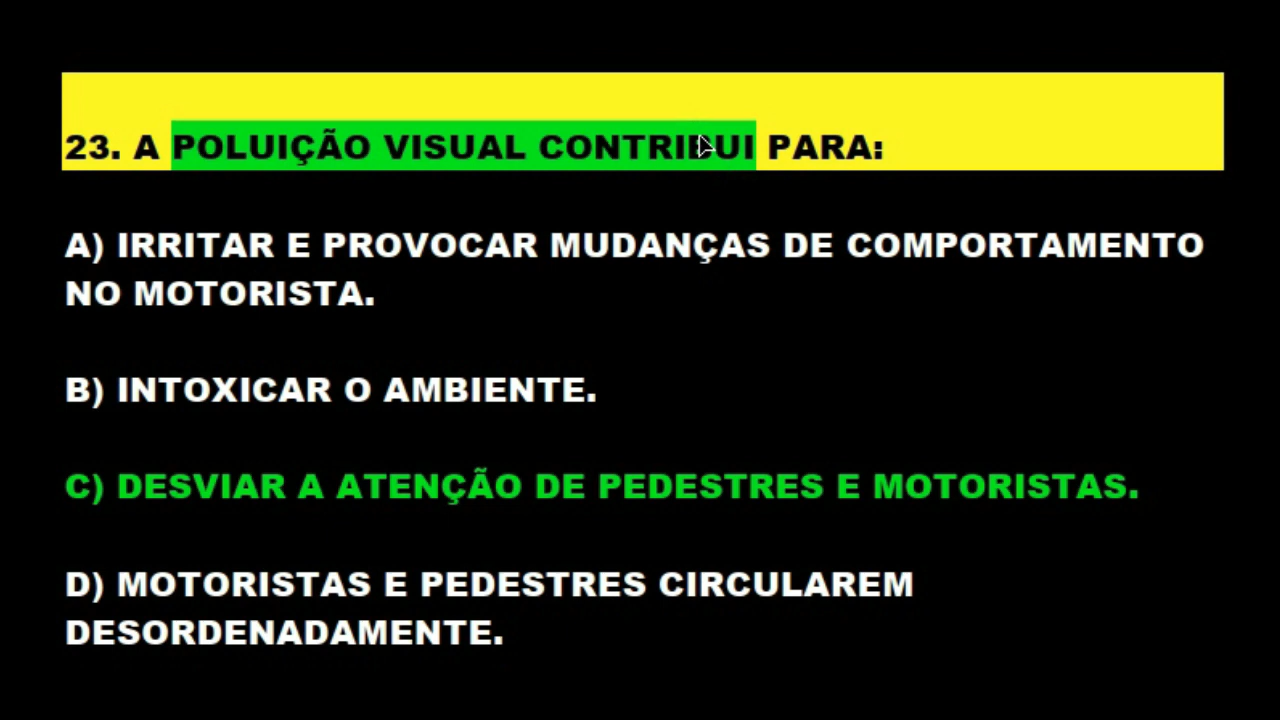 23. A POLUIÇÃO VISUAL CONTRIBUI PARA:
A) IRRITAR E PROVOCAR MUDANÇAS DE COMPORTAMENTO
NO MOTORISTA.
B) INTOXICAR O AMBIENTE.
C) DESVIAR A ATENÇÃO DE PEDESTRES E MOTORISTAS.
D) MOTORISTAS E PEDESTRES CIRCULAREM
DESORDENADAMENTE.